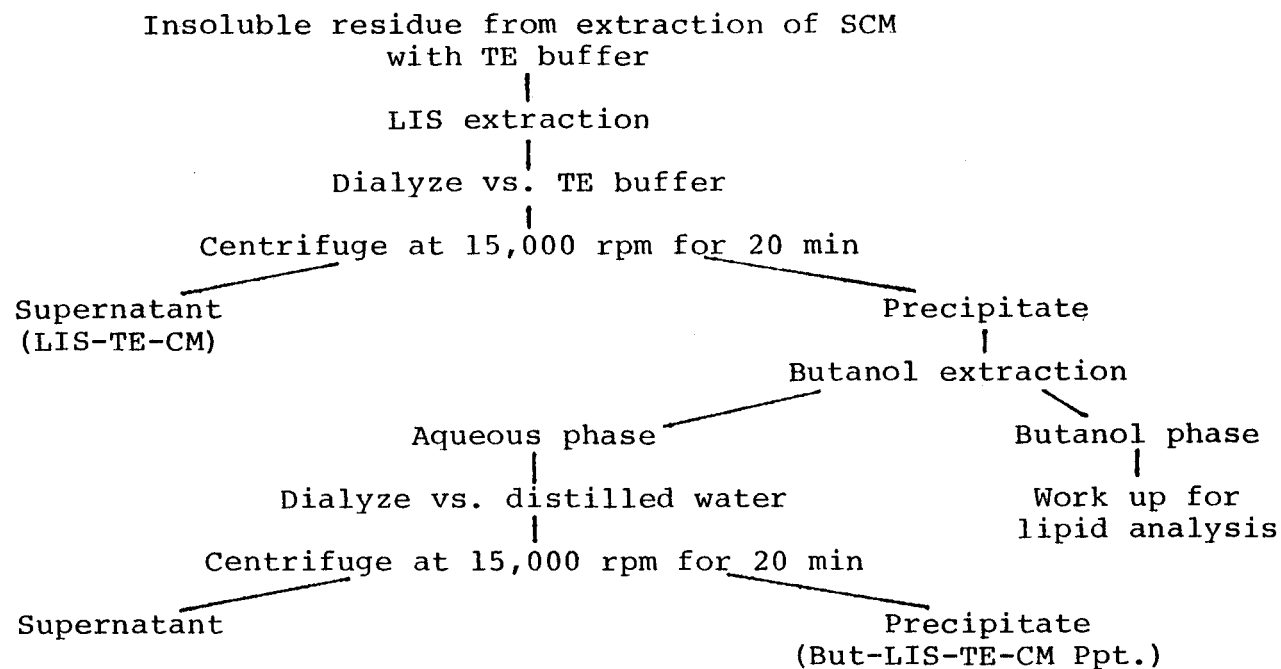 Insoluble residue from extraction of SCM
with TE buffer
LIS extraction
Dialyze vs. TE buffer
Centrifuge at 15,000 rpm for 20 min
Supernatant
(LIS-TE-CM)
Precipitate
Butanol extraction
Aqueous phase
Butanol phase
Dialyze vs. distilled water
Work up for
lipid analysis
Centrifuge at 15,000 rpm for 20 min
Supernatant
Precipitate
(But-LIS-TE-CM Ppt.)